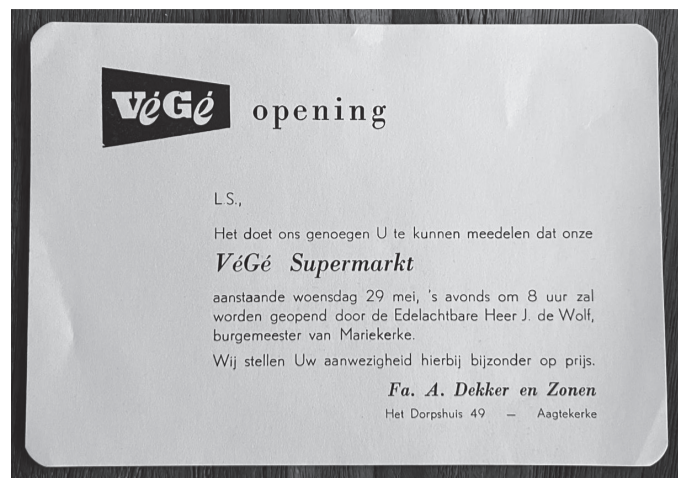 VéGé opening
L.S.,
Het doet ons genoegen U te kunnen meedelen dat onze
VéGé Supermarkt
aanstaande woensdag 29 mei, 's avonds om 8 uur zal
worden geopend door de Edelachtbare Heer J. de Wolf,
burgemeester van Mariekerke.
Wij stellen Uw aanwezigheid hierbij bijzonder op prijs.
Fa. A. Dekker en Zonen
Het Dorpshuis 49 — Aagtekerke